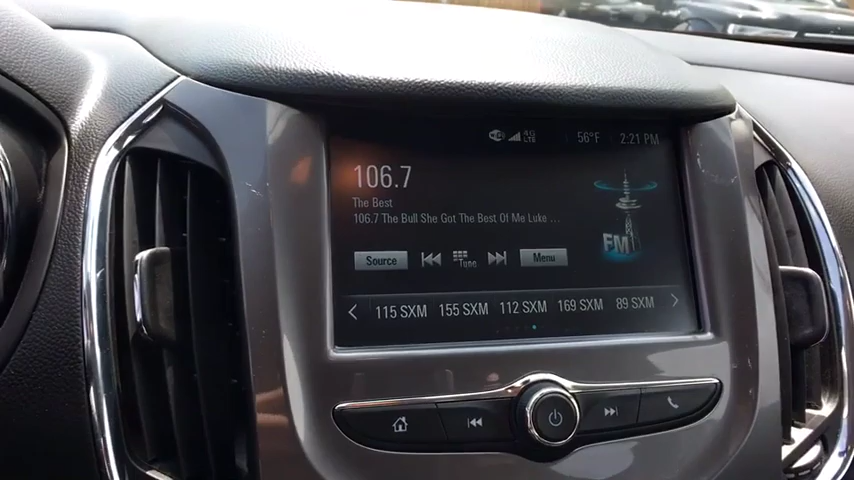 4G LTE 56°F 2:21 PM
106.7
The Best
106.7 The Bull She Got The Best Of Me Luke ...
FM
Source Tune Menu
115 SXM 155 SXM 112 SXM 169 SXM 89 SXM